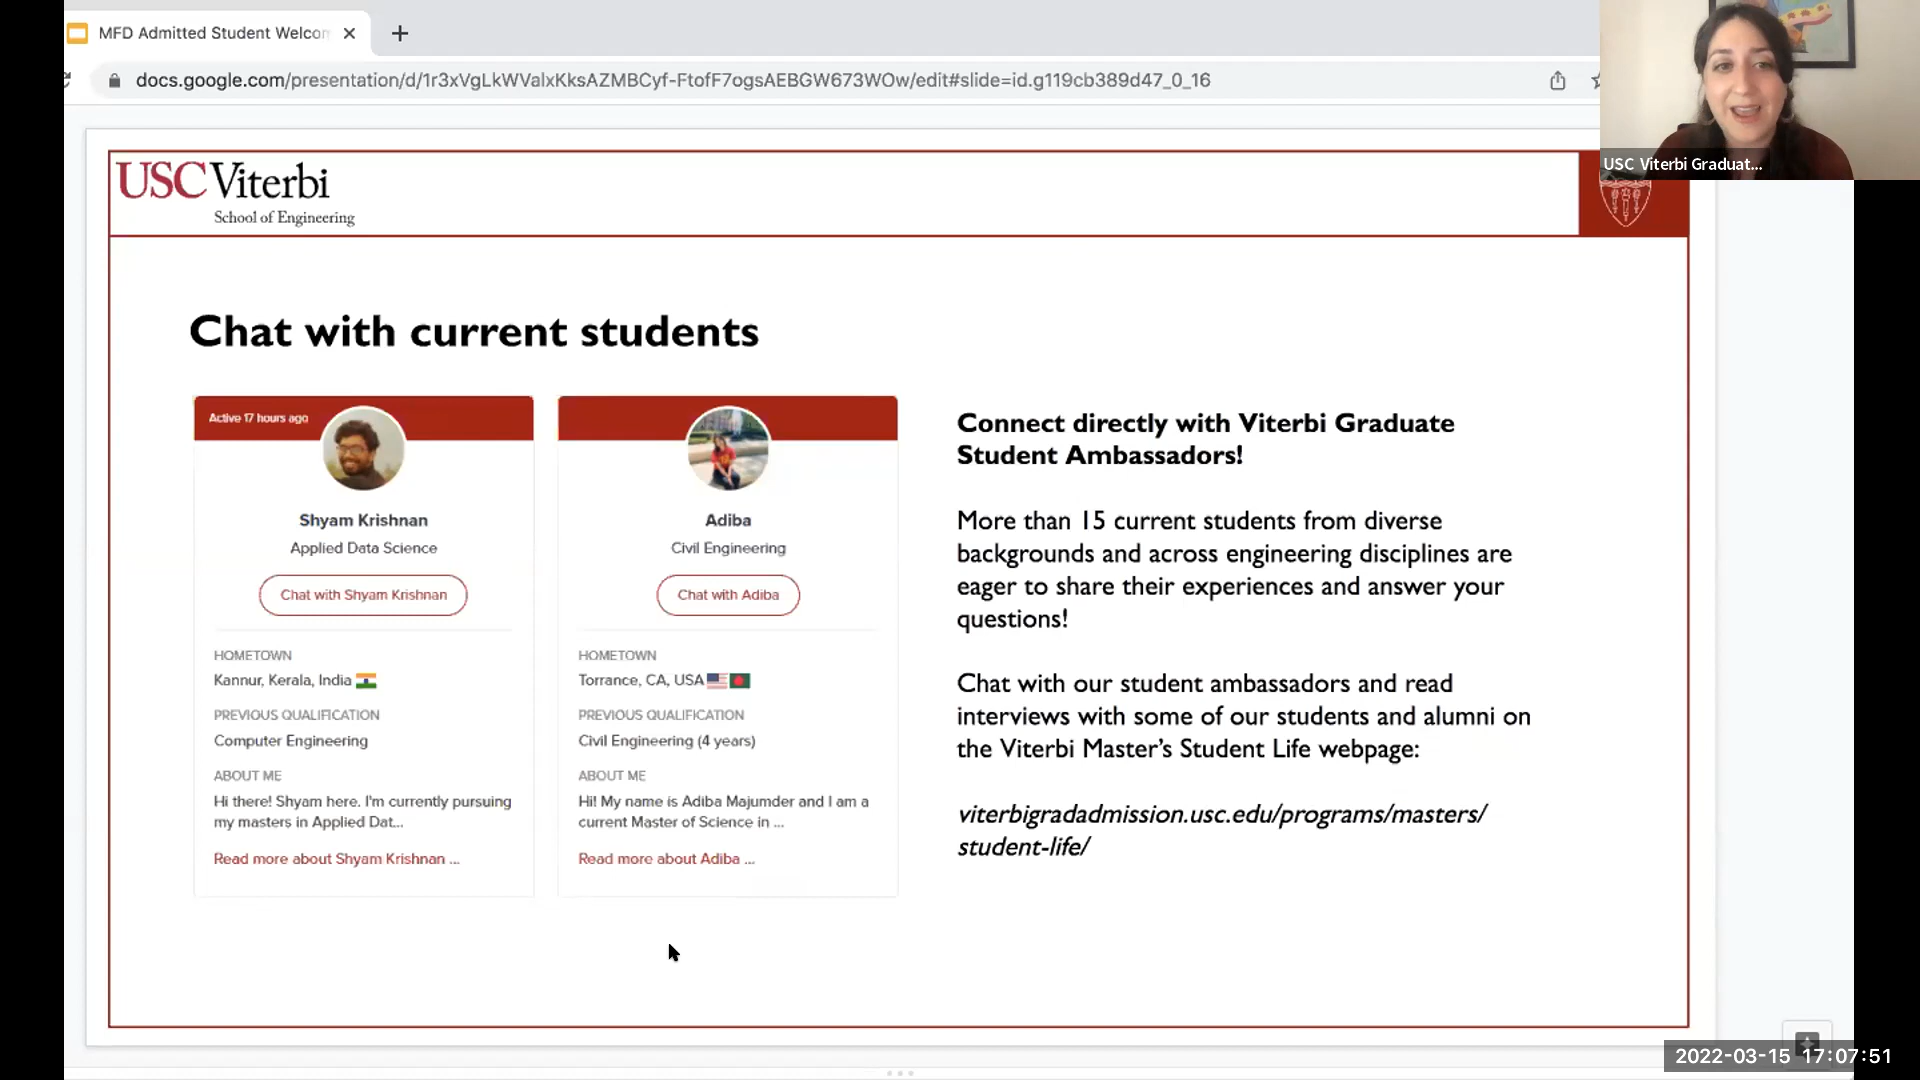 MFD Admitted Student Welcom
docs.google.com/presentation/d/1r3xVgLkWValxKksAZMBCyf-FtofF7ogsAEBGW673WOw/edit#slide=id.g119cb389d47_0_16
USC Viterbi Graduat...
USC Viterbi
School of Engineering
Chat with current students
Active 17 hours ago
Shyam Krishnan
Applied Data Science
Chat with Shyam Krishnan
HOMETOWN
Kannur, Kerala, India
PREVIOUS QUALIFICATION
Computer Engineering
ABOUT ME
Hi there! Shyam here. I'm currently pursuing
my masters in Applied Dat...
Read more about Shyam Krishnan ...
Adiba
Civil Engineering
Chat with Adiba
HOMETOWN
Torrance, CA, USA
PREVIOUS QUALIFICATION
Civil Engineering (4 years)
ABOUT ME
Hi! My name is Adiba Majumder and I am a
current Master of Science in ...
Read more about Adiba ...
Connect directly with Viterbi Graduate
Student Ambassadors!
More than 15 current students from diverse
backgrounds and across engineering disciplines are
eager to share their experiences and answer your
questions!
Chat with our student ambassadors and read
interviews with some of our students and alumni on
the Viterbi Master's Student Life webpage:
viterbigradadmission.usc.edu/programs/masters/
student-life/
2022-03-15 17:07:51